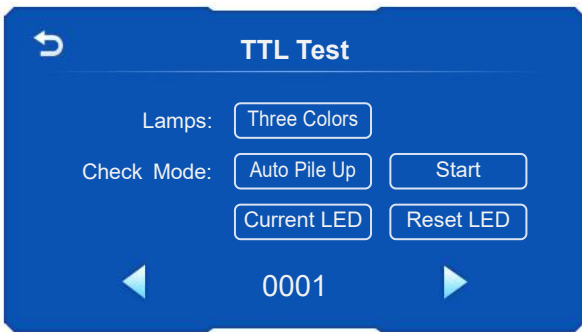 TTL Test
Lamps: Three Colors
Check Mode: Auto Pile Up Start
Current LED Reset LED
0001